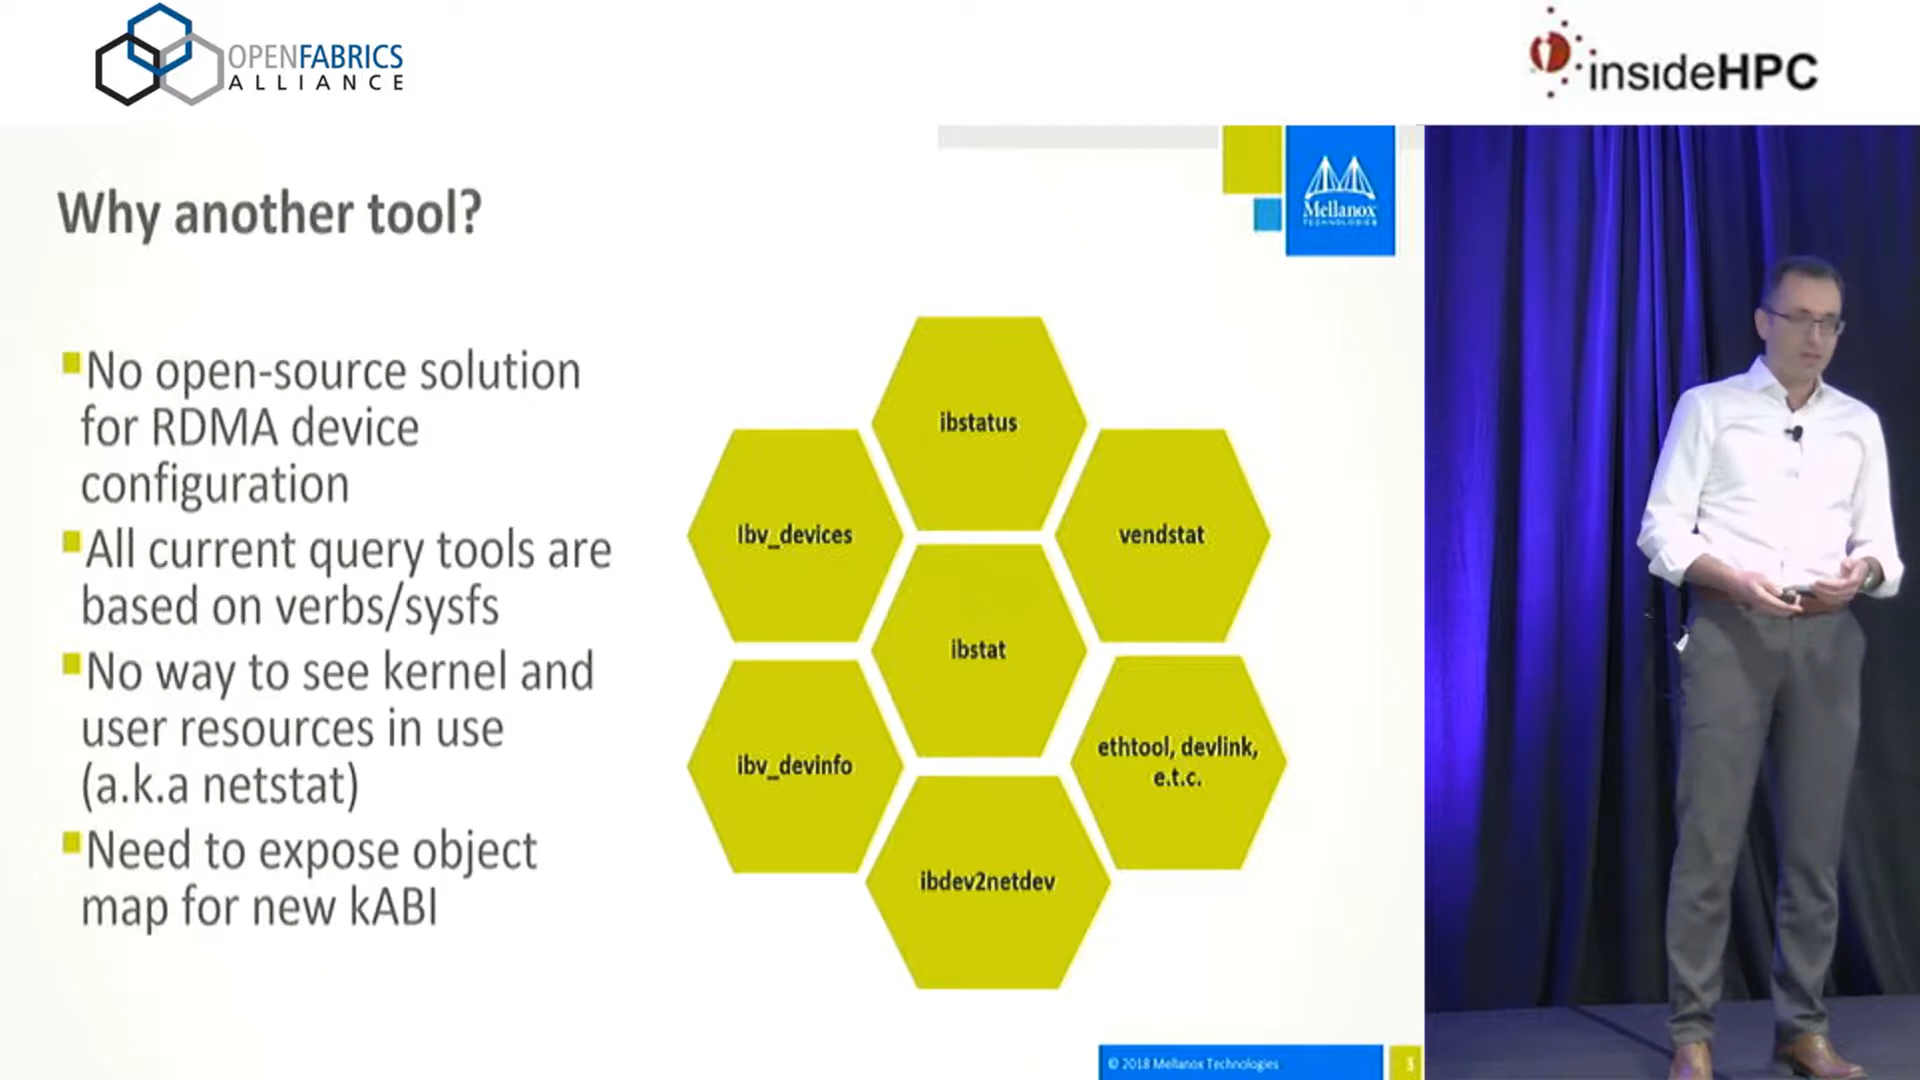 OPENFABRICS
ALLIANCE
insideHPC
Mellanox
TECHNOLOGIES
Why another tool?
No open-source solution
for RDMA device
configuration
All current query tools are
based on verbs/sysfs
No way to see kernel and
user resources in use
(a.k.a netstat)
Need to expose object
map for new kABI
ibstatus
Ibv_devices
vendstat
ibstat
ibv_devinfo
ethtool, devlink,
e.t.c.
ibdev2netdev
© 2018 Mellanox Technologies
3